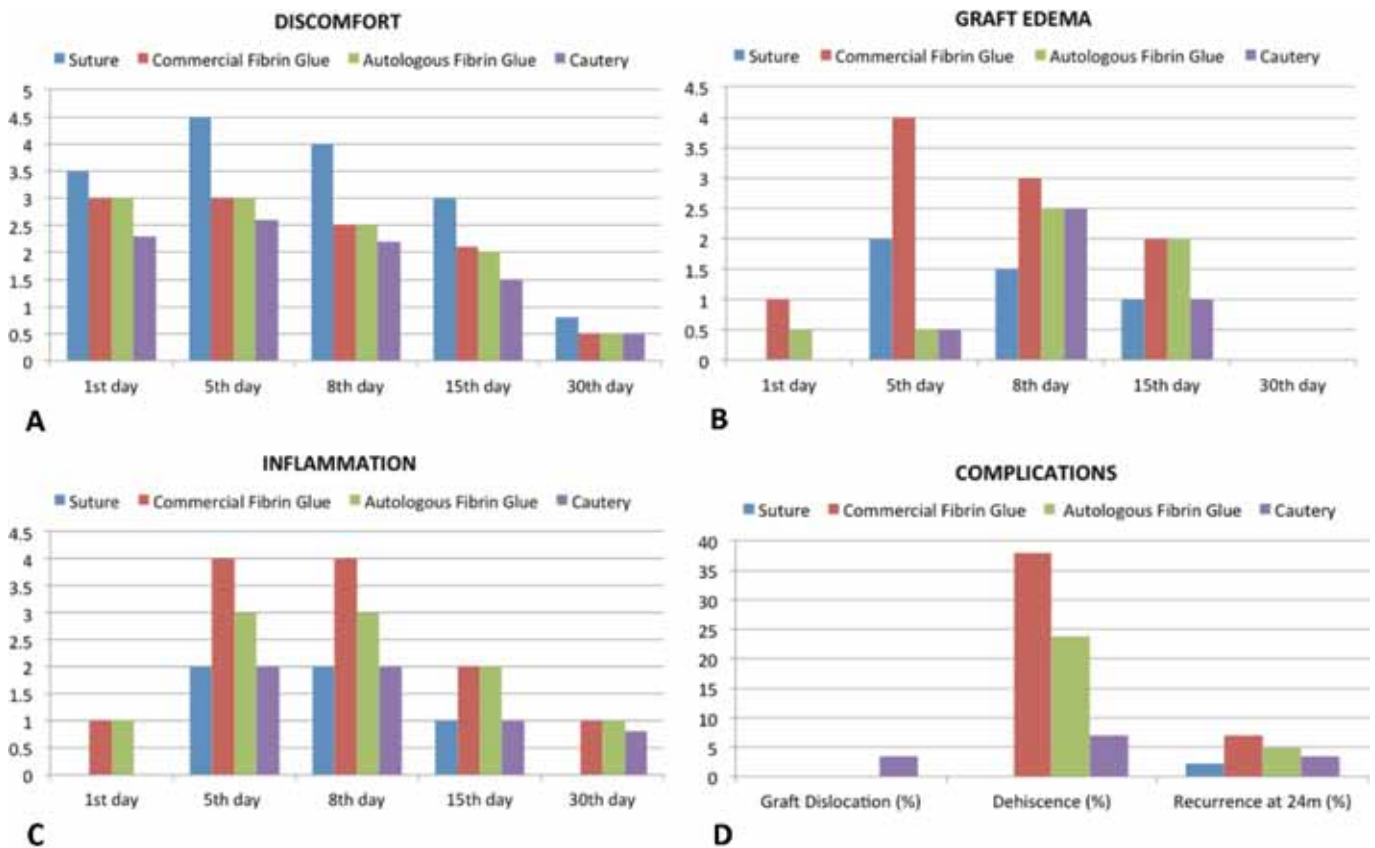 DISCOMFORT
Suture Commercial Fibrin Glue Autologous Fibrin Glue Cautery
5
4.5
4
3.5
3
2.5
2
1.5
1
0.5
0
1st day 5th day 8th day 15th day 30th day
A
GRAFT EDEMA
Suture Commercial Fibrin Glue Autologous Fibrin Glue Cautery
4.5
4
3.5
3
2.5
2
1.5
1
0.5
0
1st day 5th day 8th day 15th day 30th day
B
INFLAMMATION
Suture Commercial Fibrin Glue Autologous Fibrin Glue Cautery
4.5
4
3.5
3
2.5
2
1.5
1
0.5
0
1st day 5th day 8th day 15th day 30th day
C
COMPLICATIONS
Suture Commercial Fibrin Glue Autologous Fibrin Glue Cautery
40
35
30
25
20
15
10
5
0
Graft Dislocation (%) Dehiscence (%) Recurrence at 24m (%)
D